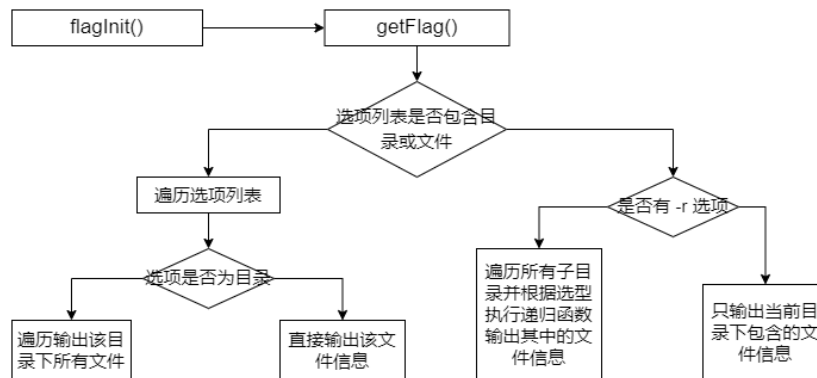 flagInit()
getFlag()
选项列表是否包含目
录或文件
遍历选项列表
是否有 -r 选项
选项是否为目录
遍历输出该目
录下所有文件
直接输出该文
件信息
遍历所有子目
录并根据选型
执行递归函数
输出其中的文
件信息
只输出当前目
录下包含的文
件信息